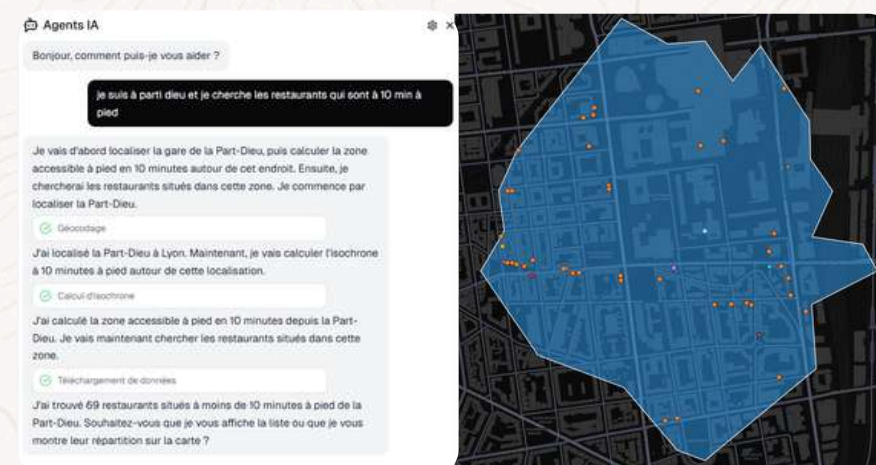 Agents IA
Bonjour, comment puis-je vous aider ?
je suis à parti dieu et je cherche les restaurants qui sont à 10 min à
pied
Je vais d'abord localiser la gare de la Part-Dieu, puis calculer la zone
accessible à pied en 10 minutes autour de cet endroit. Ensuite, je
chercherai les restaurants situés dans cette zone. Je commence par
localiser la Part-Dieu.
Géocodage
J'ai localisé la Part-Dieu à Lyon. Maintenant, je vais calculer l'isochrone
à 10 minutes à pied autour de cette localisation.
Calcul d'isochrone
J'ai calculé la zone accessible à pied en 10 minutes depuis la Part-
Dieu. Je vais maintenant chercher les restaurants situés dans cette
zone.
Téléchargement de données
J'ai trouvé 69 restaurants situés à moins de 10 minutes à pied de la
Part-Dieu. Souhaitez-vous que je vous affiche la liste ou que je vous
montre leur répartition sur la carte ?